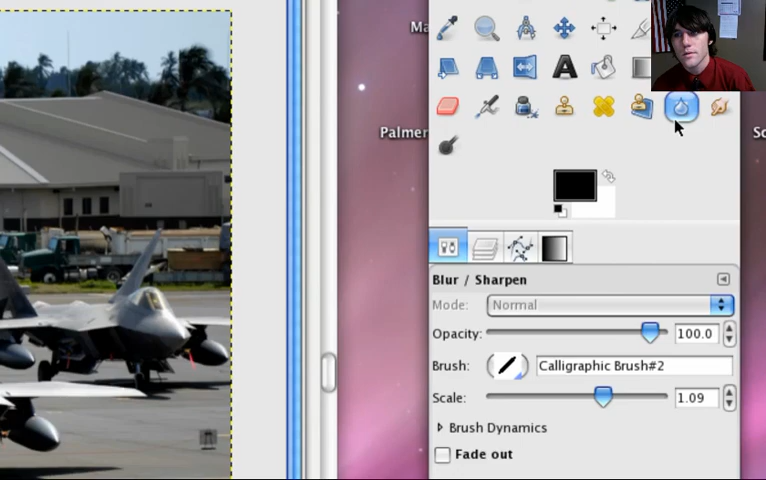 Ma
Palmer
Sc
Blur / Sharpen
Mode: Normal
Opacity: 100.0
Brush: Calligraphic Brush#2
Scale: 1.09
Brush Dynamics
Fade out